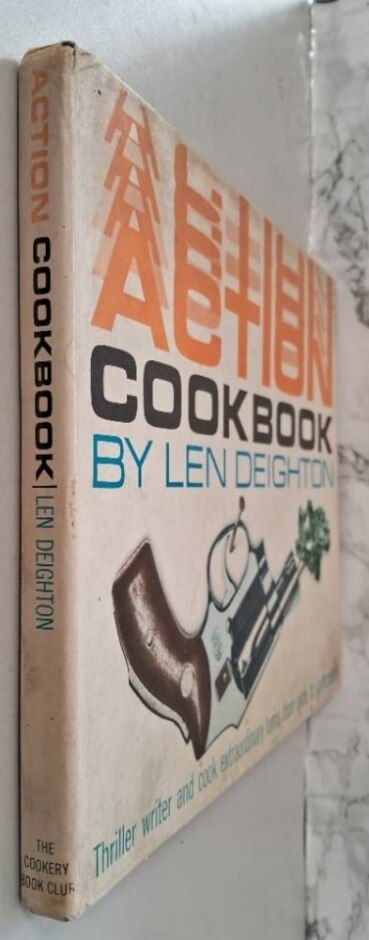 ACTION COOKBOOK | LEN DEIGHTON
THE
COOKERY
BOOK CLUB
ACTION
COOKBOOK
BY LEN DEIGHTON
Thriller writer and cook extraordinary turns from guns to